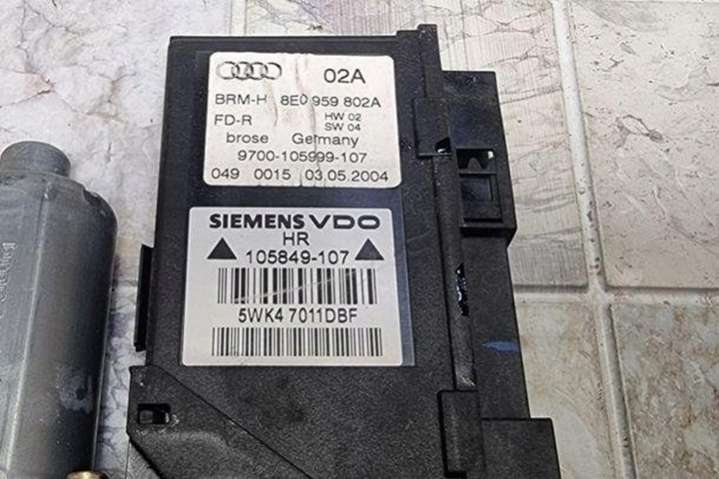 02A
BRM-H 8E0 959 802A
FD-R HW 02
SW 04
brose Germany
9700-105999-107
049 0015 03.05.2004
SIEMENS VDO
HR
105849-107
5WK4 7011DBF